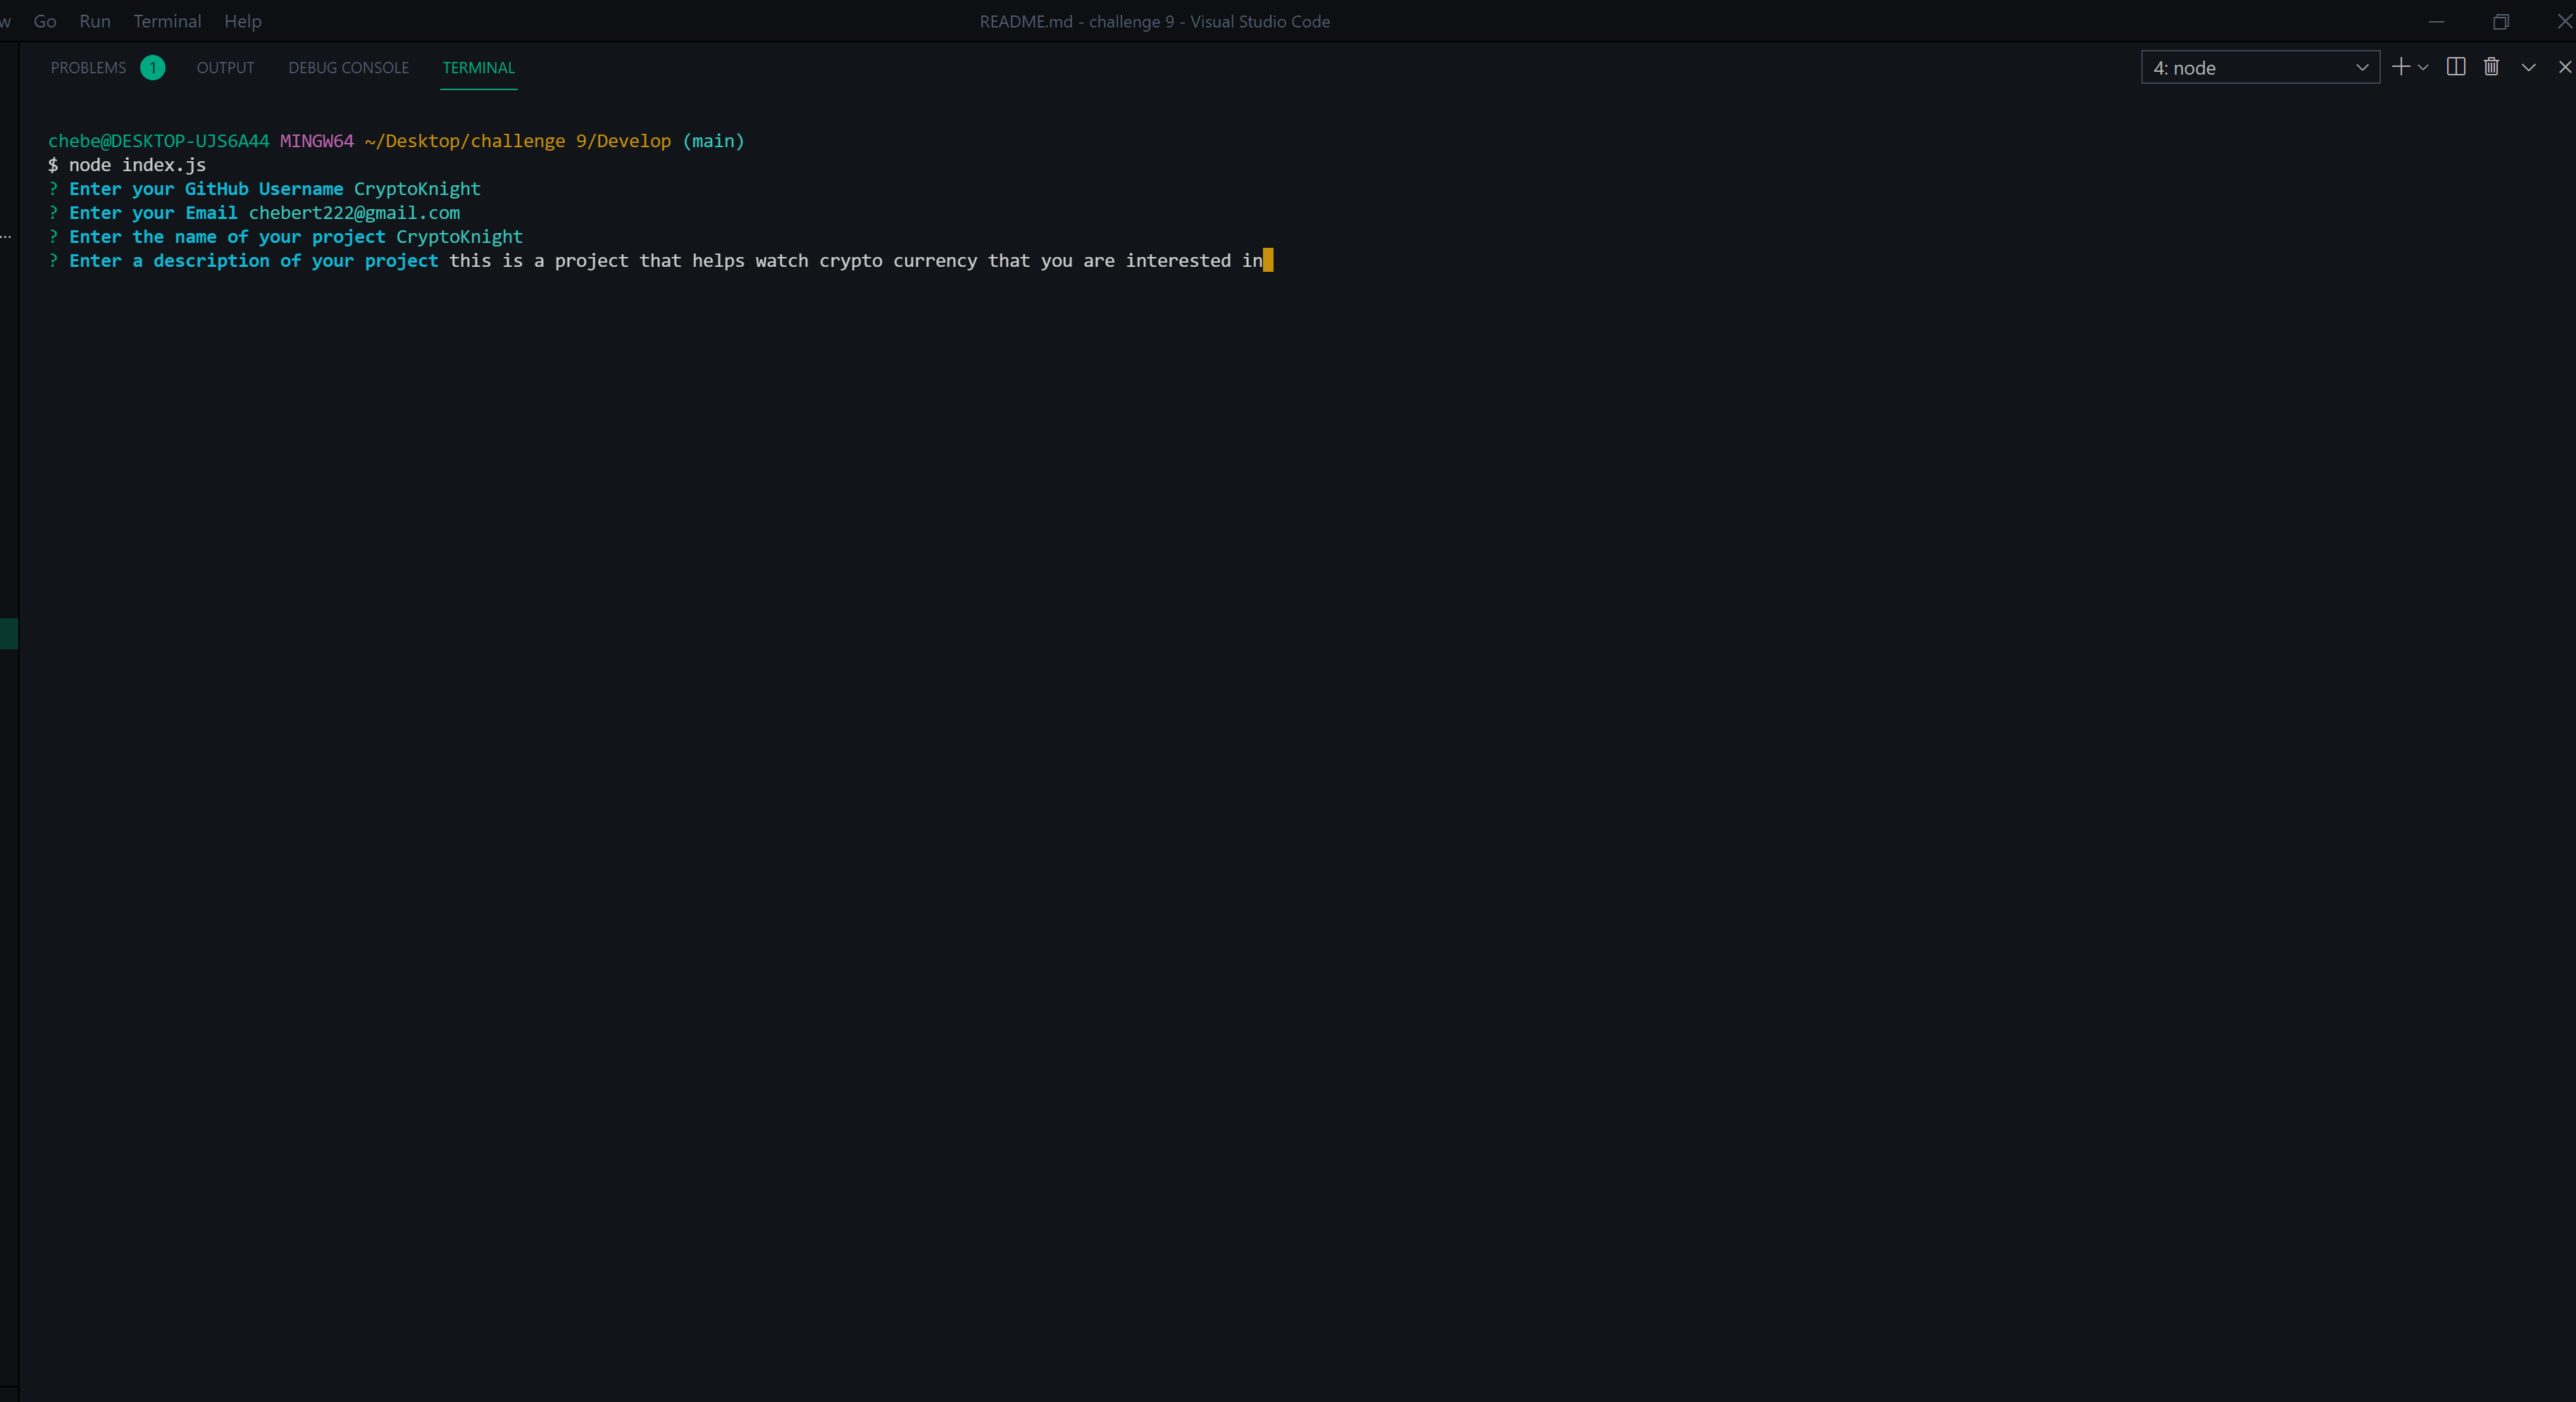 w Go Run Terminal Help README.md - challenge 9 - Visual Studio Code
PROBLEMS 1 OUTPUT DEBUG CONSOLE TERMINAL 4: node
chebe@DESKTOP-UJS6A44 MINGW64 ~/Desktop/challenge 9/Develop (main)
$ node index.js
? Enter your GitHub Username CryptoKnight
? Enter your Email chebert222@gmail.com
...
? Enter the name of your project CryptoKnight
? Enter a description of your project this is a project that helps watch crypto currency that you are interested in